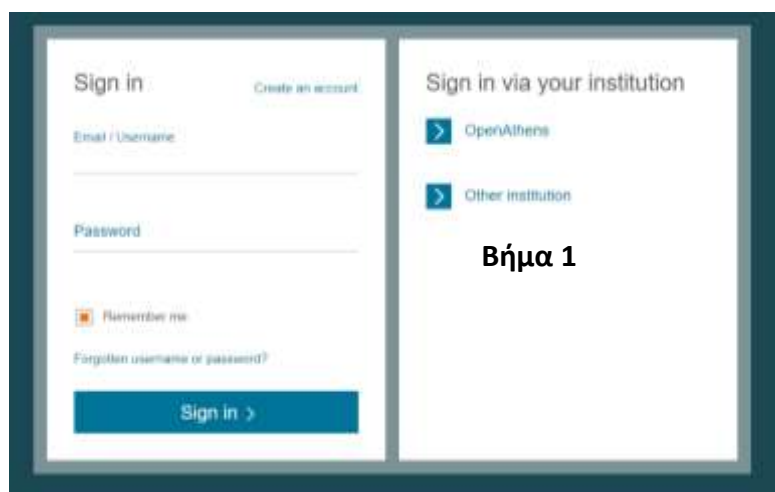 Sign in
Create an account
Email / Username
Password
Remember me
Forgotten username or password?
Sign in >
Sign in via your institution
> OpenAthens
> Other institution
Βήμα 1